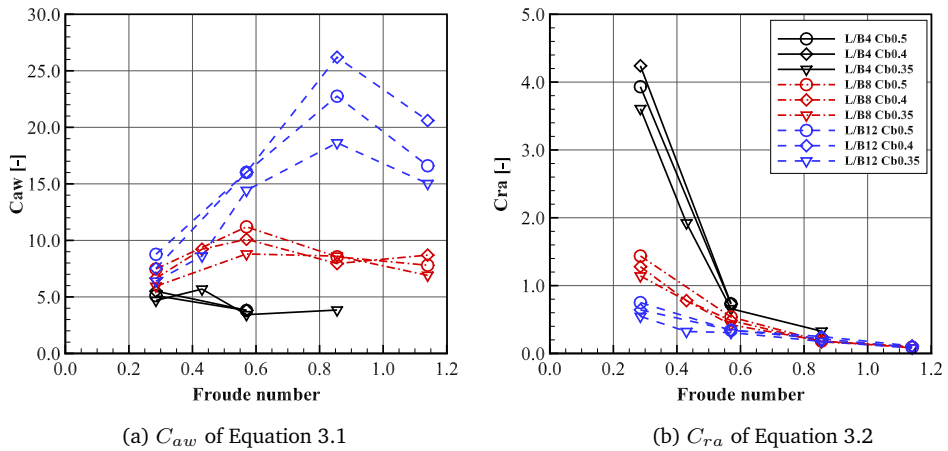 30.0
25.0
20.0
15.0
10.0
5.0
0.0
Caw [-]
0.0 0.2 0.4 0.6 0.8 1.0 1.2
Froude number
(a) C_aw of Equation 3.1
5.0
4.0
3.0
2.0
1.0
0.0
Cra [-]
L/B4 Cb0.5
L/B4 Cb0.4
L/B4 Cb0.35
L/B8 Cb0.5
L/B8 Cb0.4
L/B8 Cb0.35
L/B12 Cb0.5
L/B12 Cb0.4
L/B12 Cb0.35
0.0 0.2 0.4 0.6 0.8 1.0 1.2
Froude number
(b) C_ra of Equation 3.2